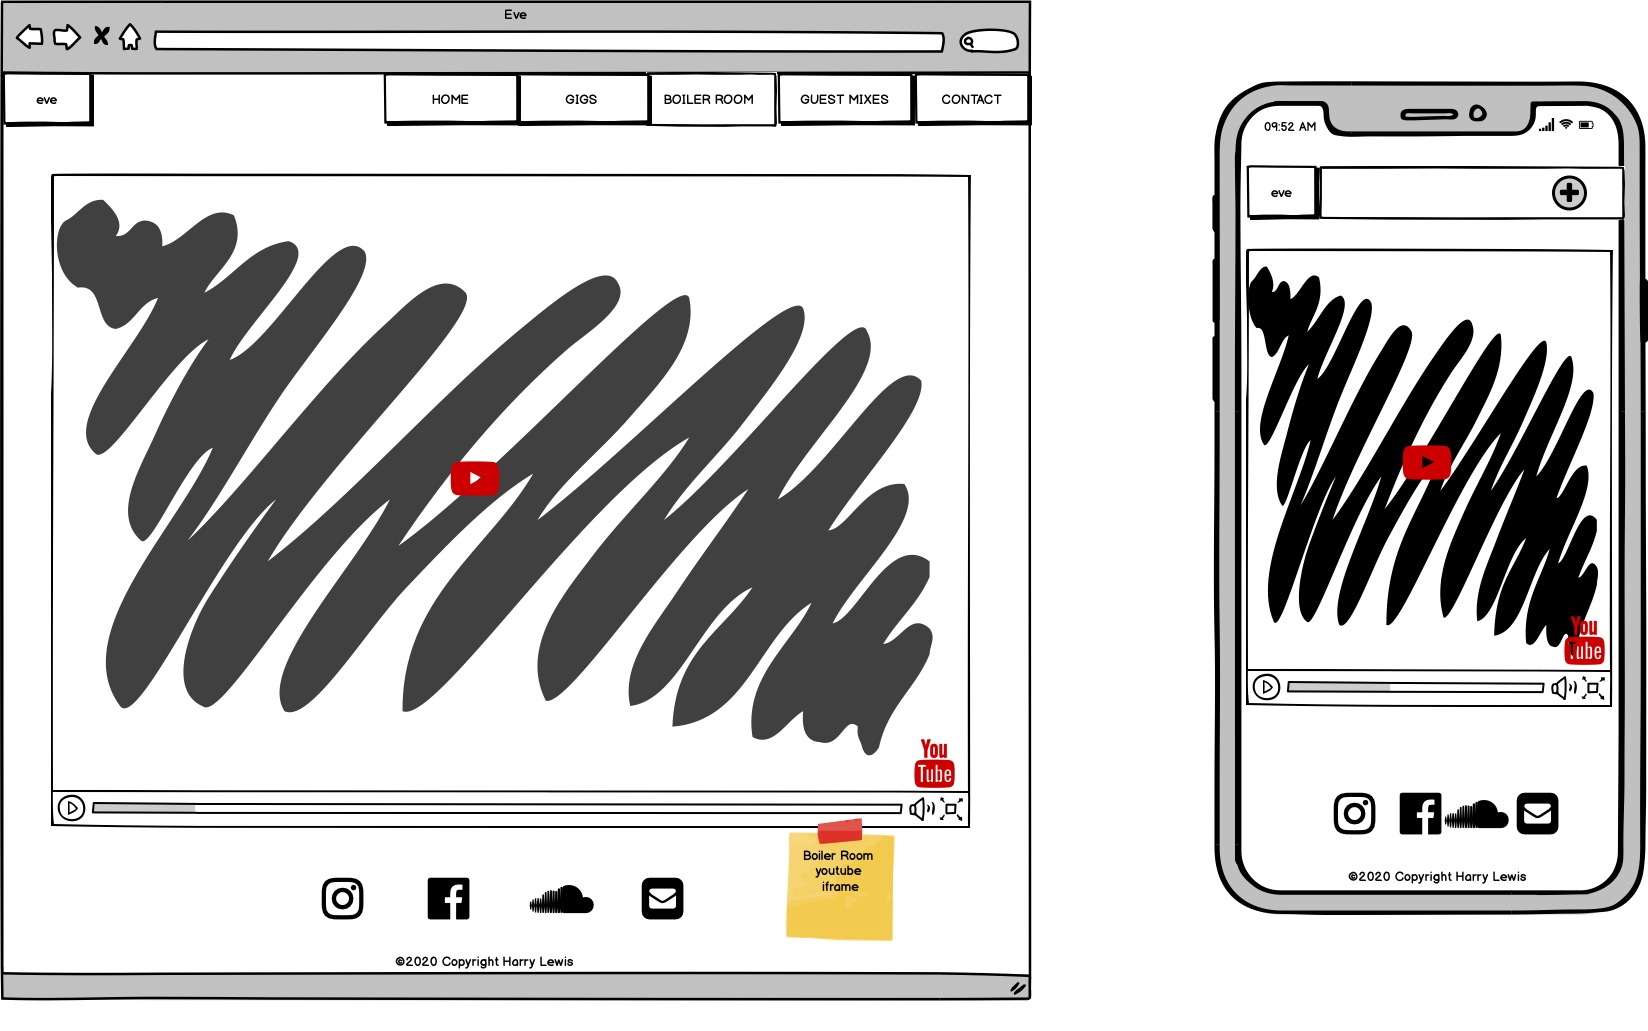 Eve
eve
HOME
GIGS
BOILER ROOM
GUEST MIXES
CONTACT
You
Tube
Boiler Room
youtube
iframe
©2020 Copyright Harry Lewis
09:52 AM
eve
You
Tube
©2020 Copyright Harry Lewis